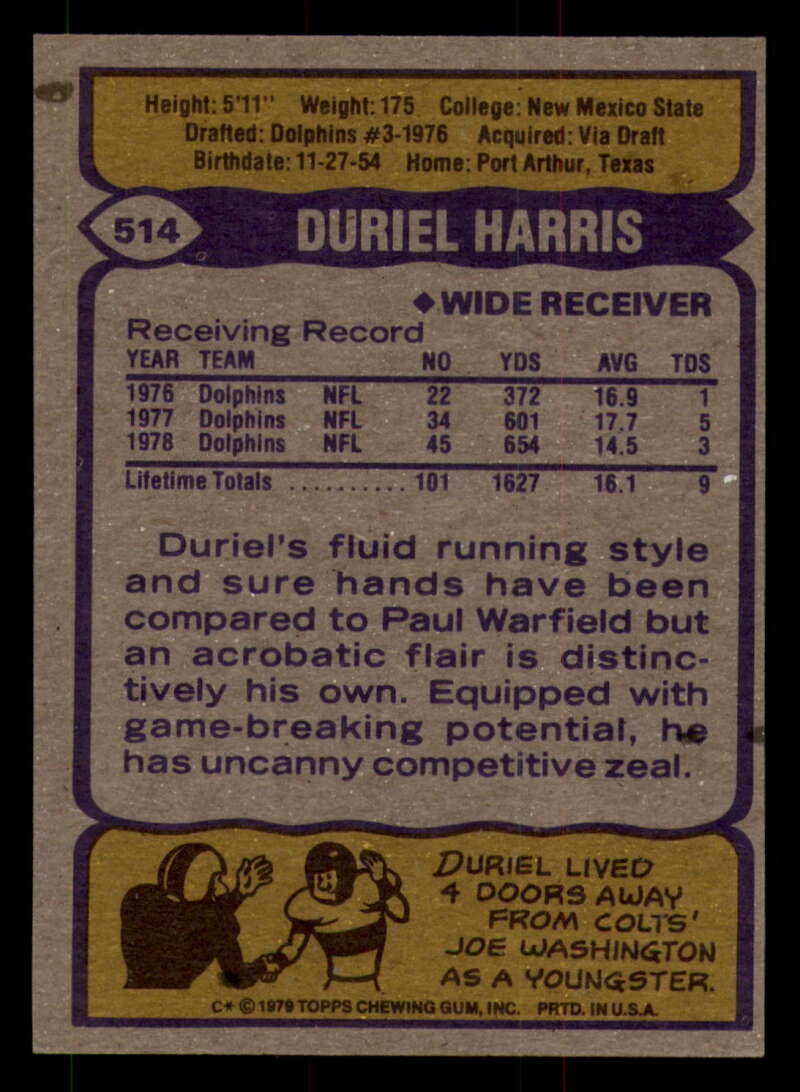 Height: 5'11" Weight: 175 College: New Mexico State
Drafted: Dolphins #3-1976 Acquired: Via Draft
Birthdate: 11-27-54 Home: Port Arthur, Texas
514 DURIEL HARRIS
◆WIDE RECEIVER
Receiving Record
YEAR TEAM NO YDS AVG TDS
1976 Dolphins NFL 22 372 16.9 1
1977 Dolphins NFL 34 601 17.7 5
1978 Dolphins NFL 45 654 14.5 3
Lifetime Totals .......... 101 1627 16.1 9
Duriel's fluid running style
and sure hands have been
compared to Paul Warfield but
an acrobatic flair is distinc-
tively his own. Equipped with
game-breaking potential, he
has uncanny competitive zeal.
DURIEL LIVED
4 DOORS AWAY
FROM COLTS'
JOE WASHINGTON
AS A YOUNGSTER.
C* © 1979 TOPPS CHEWING GUM, INC. PRTD. IN U.S.A.